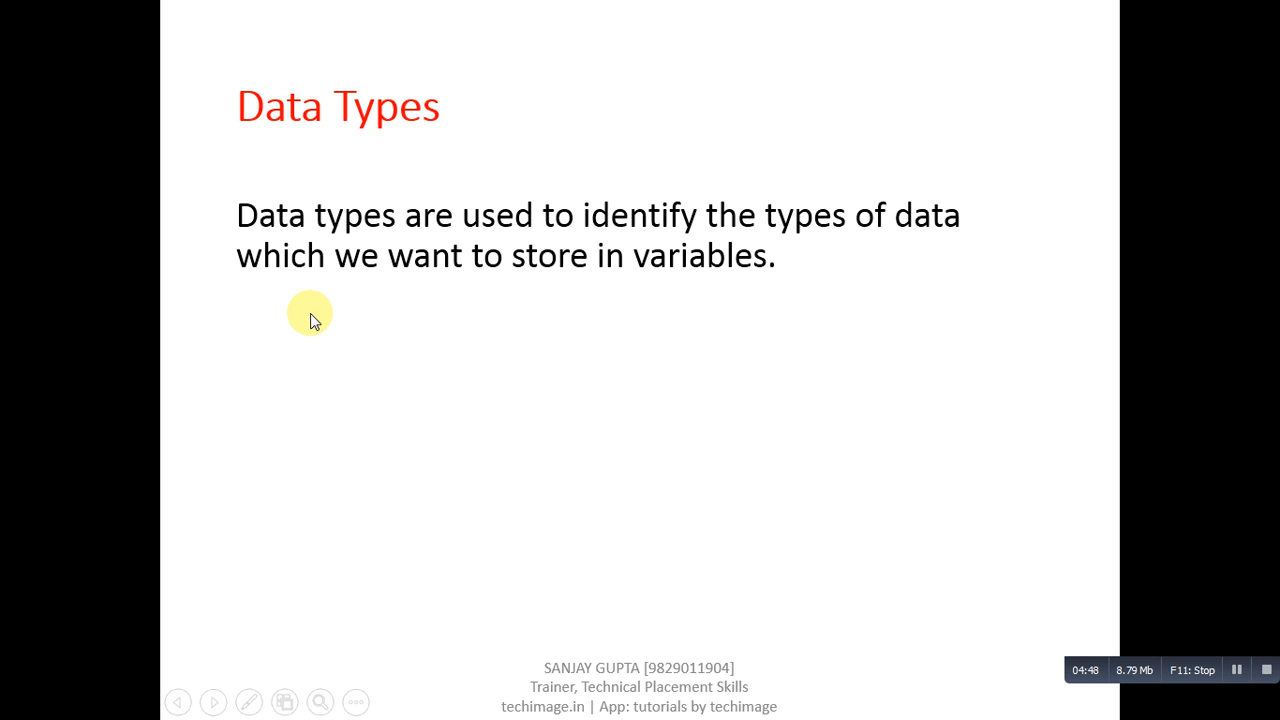 Data Types
Data types are used to identify the types of data
which we want to store in variables.
SANJAY GUPTA [9829011904]
Trainer, Technical Placement Skills
techimage.in | App: tutorials by techimage
04:48 8.79 Mb F11: Stop